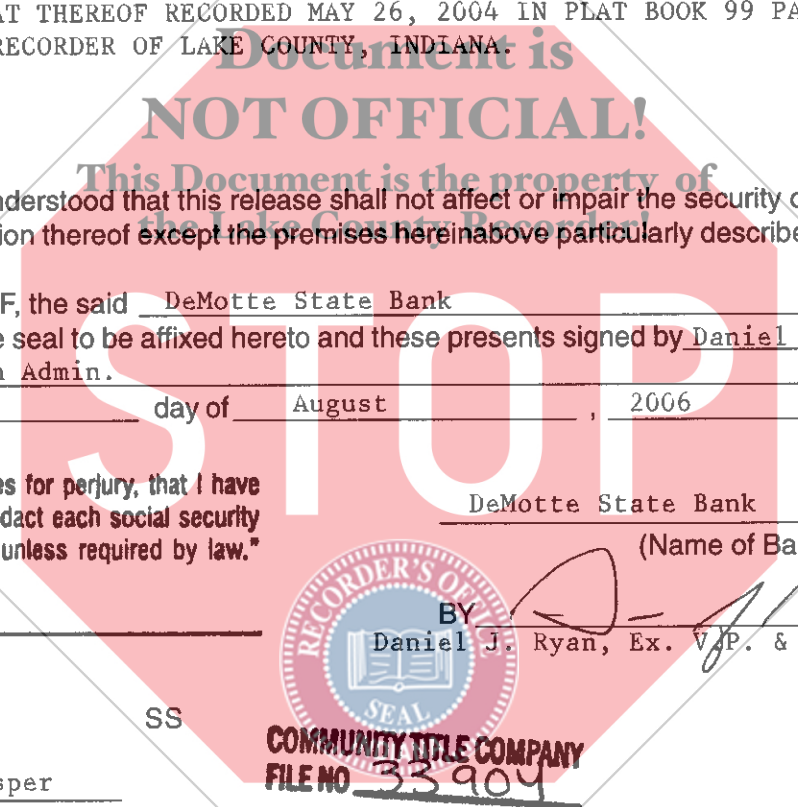 AT THEREOF RECORDED MAY 26, 2004 IN PLAT BOOK 99 PA
RECORDER OF LAKE COUNTY, INDIANA.
Document is
NOT OFFICIAL!
This Document is the property of
the Lake County Recorder!
nderstood that this release shall not affect or impair the security o
ion thereof except the premises hereinabove particularly describe
STOP
F, the said DeMotte State Bank
e seal to be affixed hereto and these presents signed by Daniel
n Admin.
day of August , 2006
es for perjury, that I have
dact each social security
unless required by law."
DeMotte State Bank
(Name of Ba
RECORDER'S OFFICE
SEAL
BY
Daniel J. Ryan, Ex. V.P. &
SS
COMMUNITY TITLE COMPANY
FILE NO 33904
sper